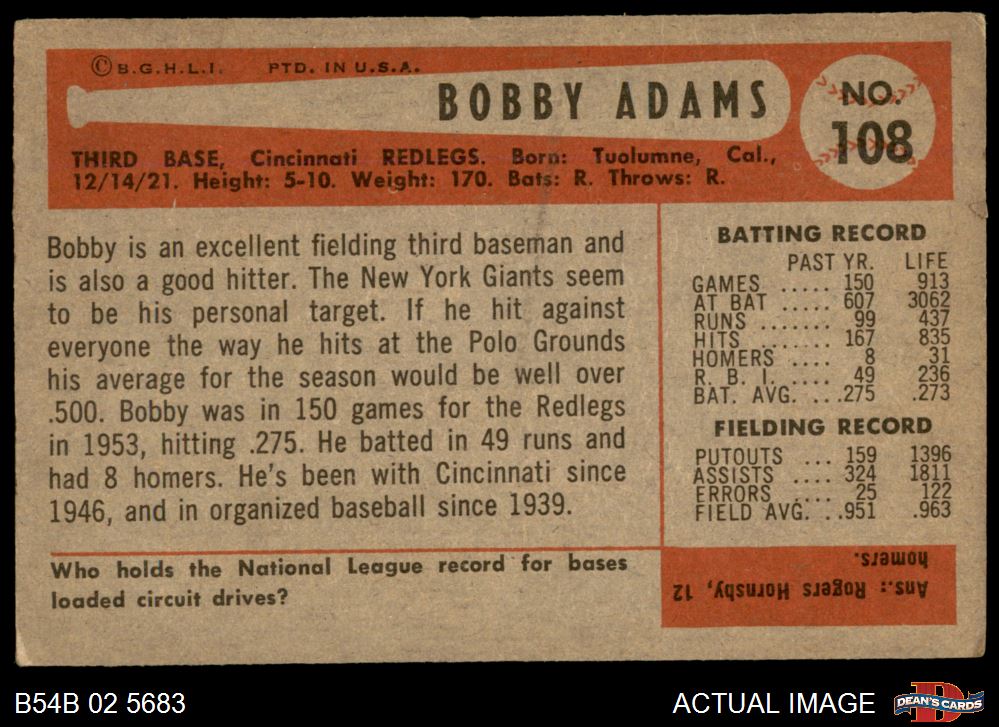 © B.G.H.L.I. PTD. IN U.S.A.
BOBBY ADAMS
NO.
108
THIRD BASE, Cincinnati REDLEGS. Born: Tuolumne, Cal.,
12/14/21. Height: 5-10. Weight: 170. Bats: R. Throws: R.
Bobby is an excellent fielding third baseman and
is also a good hitter. The New York Giants seem
to be his personal target. If he hit against
everyone the way he hits at the Polo Grounds
his average for the season would be well over
.500. Bobby was in 150 games for the Redlegs
in 1953, hitting .275. He batted in 49 runs and
had 8 homers. He's been with Cincinnati since
1946, and in organized baseball since 1939.
BATTING RECORD
PAST YR. LIFE
GAMES ..... 150 913
AT BAT ..... 607 3062
RUNS ....... 99 437
HITS ....... 167 835
HOMERS .... 8 31
R. B. I. .... 49 236
BAT. AVG. ...275 .273
FIELDING RECORD
PUTOUTS ... 159 1396
ASSISTS .... 324 1811
ERRORS .... 25 122
FIELD AVG. ..951 .963
Who holds the National League record for bases
loaded circuit drives?
Ans.: Rogers Hornsby, 12
homers.
B54B 02 5683
ACTUAL IMAGE
DEAN'S CARDS